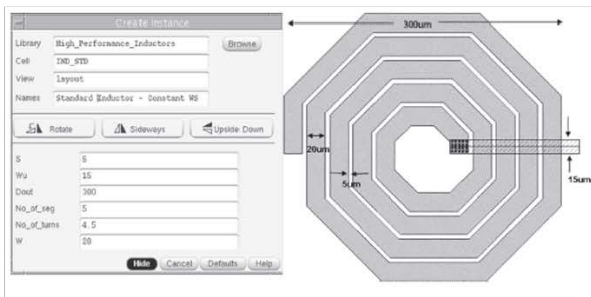 Create Instance
Library High_Performance_Inductors Browse
Cell IND_STD
View layout
Names Standard Inductor - Constant WS
Rotate Sideways Upside Down
S 5
Wu 15
Dout 300
No_of_seg 5
No_of_turns 4.5
W 20
Hide Cancel Defaults Help
300um
20um
5um
15um